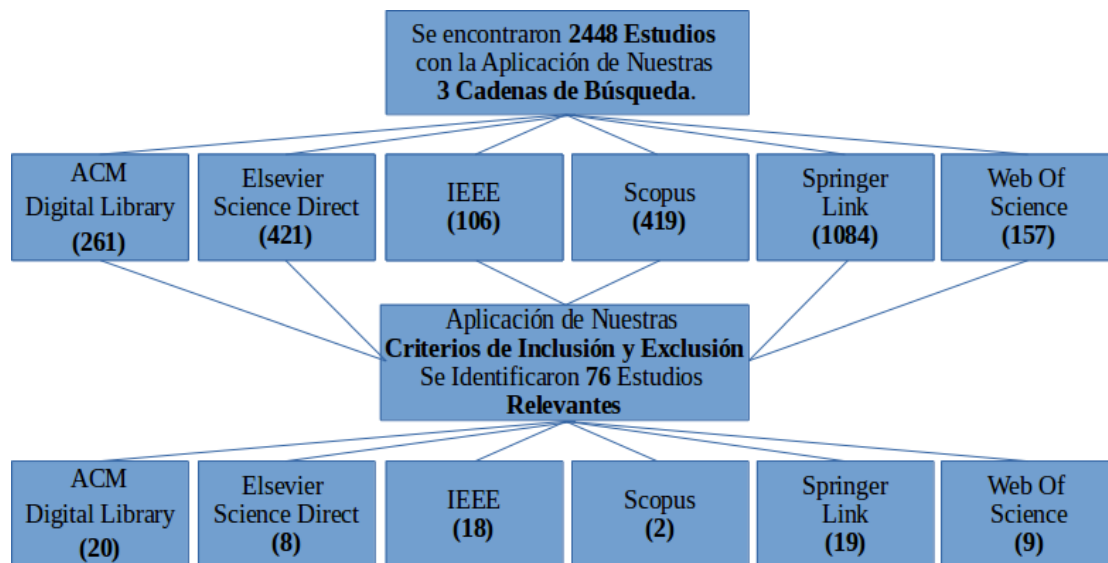 Se encontraron 2448 Estudios
con la Aplicación de Nuestras
3 Cadenas de Búsqueda.
ACM
Digital Library
(261)
Elsevier
Science Direct
(421)
IEEE
(106)
Scopus
(419)
Springer
Link
(1084)
Web Of
Science
(157)
Aplicación de Nuestras
Criterios de Inclusión y Exclusión
Se Identificaron 76 Estudios
Relevantes
ACM
Digital Library
(20)
Elsevier
Science Direct
(8)
IEEE
(18)
Scopus
(2)
Springer
Link
(19)
Web Of
Science
(9)